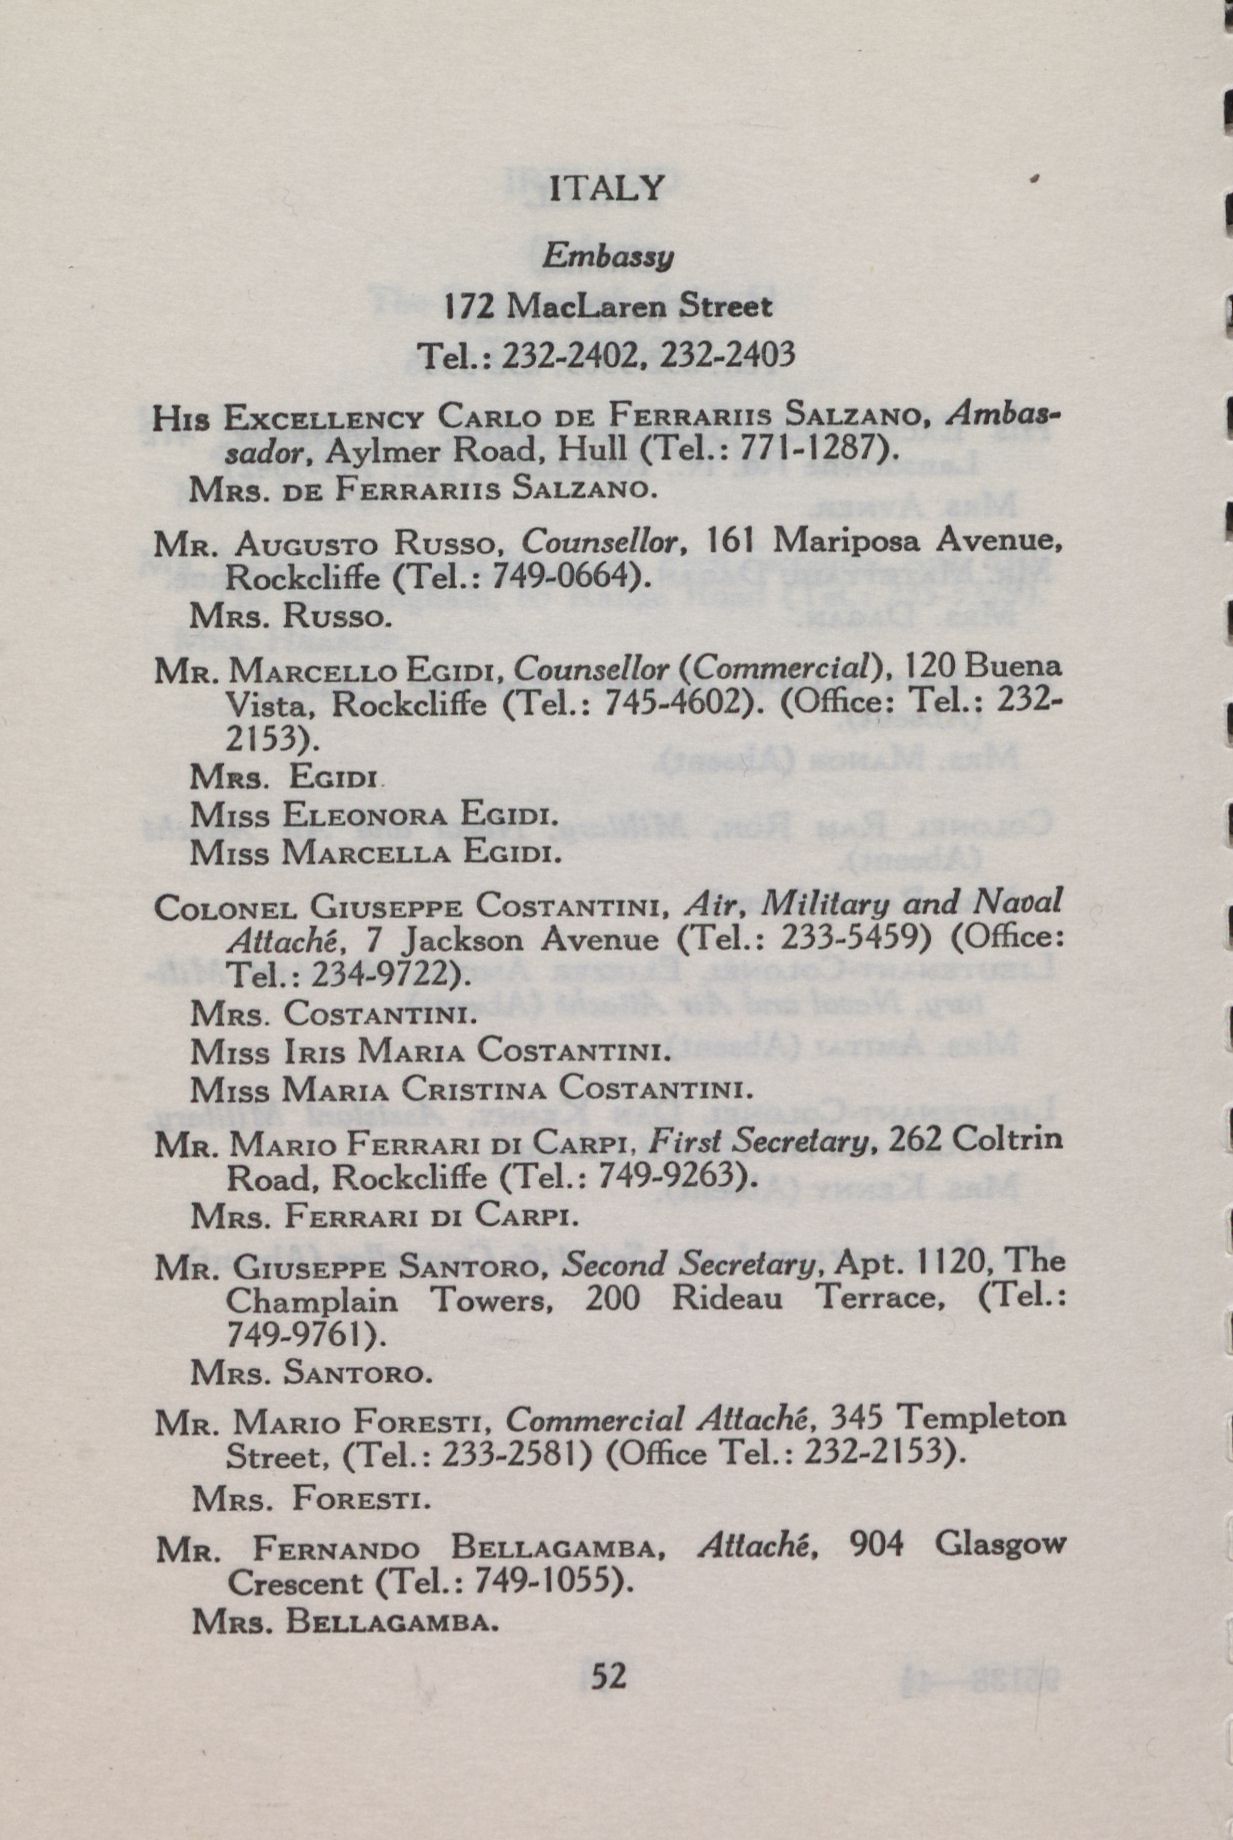 ITALY
Embassy
172 MacLaren Street
Tel.: 232-2402, 232-2403
His Excellency Carlo de Ferrariis Salzano, Ambas-
sador, Aylmer Road, Hull (Tel.: 771-1287).
Mrs. de Ferrariis Salzano.
Mr. Augusto Russo, Counsellor, 161 Mariposa Avenue,
Rockcliffe (Tel.: 749-0664).
Mrs. Russo.
Mr. Marcello Egidi, Counsellor (Commercial), 120 Buena
Vista, Rockcliffe (Tel.: 745-4602). (Office: Tel.: 232-
2153).
Mrs. Egidi.
Miss Eleonora Egidi.
Miss Marcella Egidi.
Colonel Giuseppe Costantini, Air, Military and Naval
Attaché, 7 Jackson Avenue (Tel.: 233-5459) (Office:
Tel.: 234-9722).
Mrs. Costantini.
Miss Iris Maria Costantini.
Miss Maria Cristina Costantini.
Mr. Mario Ferrari di Carpi, First Secretary, 262 Coltrin
Road, Rockcliffe (Tel.: 749-9263).
Mrs. Ferrari di Carpi.
Mr. Giuseppe Santoro, Second Secretary, Apt. 1120, The
Champlain Towers, 200 Rideau Terrace, (Tel.:
749-9761).
Mrs. Santoro.
Mr. Mario Foresti, Commercial Attaché, 345 Templeton
Street, (Tel.: 233-2581) (Office Tel.: 232-2153).
Mrs. Foresti.
Mr. Fernando Bellagamba, Attaché, 904 Glasgow
Crescent (Tel.: 749-1055).
Mrs. Bellagamba.
52